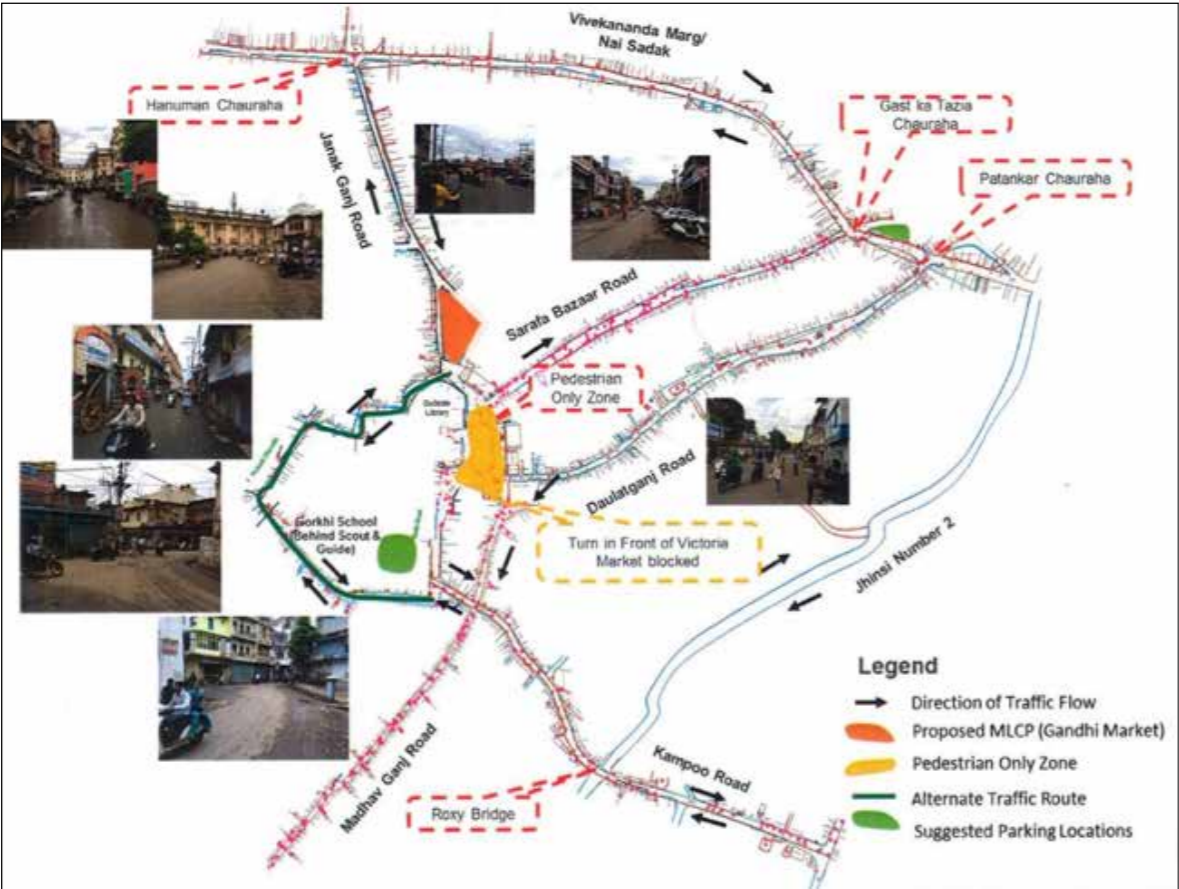 Vivekananda Marg/
Nai Sadak
Hanuman Chauraha
Gast ka Tazia
Chauraha
Patankar Chauraha
Janak Ganj Road
Sarafa Bazaar Road
Pedestrian
Only Zone
Library
Daulatganj Road
Gorkhi School
(Behind Scout &
Guide)
Turn in Front of Victoria
Market blocked
Jhinsi Number 2
Madhav Ganj Road
Roxy Bridge
Kampoo Road
Legend
Direction of Traffic Flow
Proposed MLCP (Gandhi Market)
Pedestrian Only Zone
Alternate Traffic Route
Suggested Parking Locations